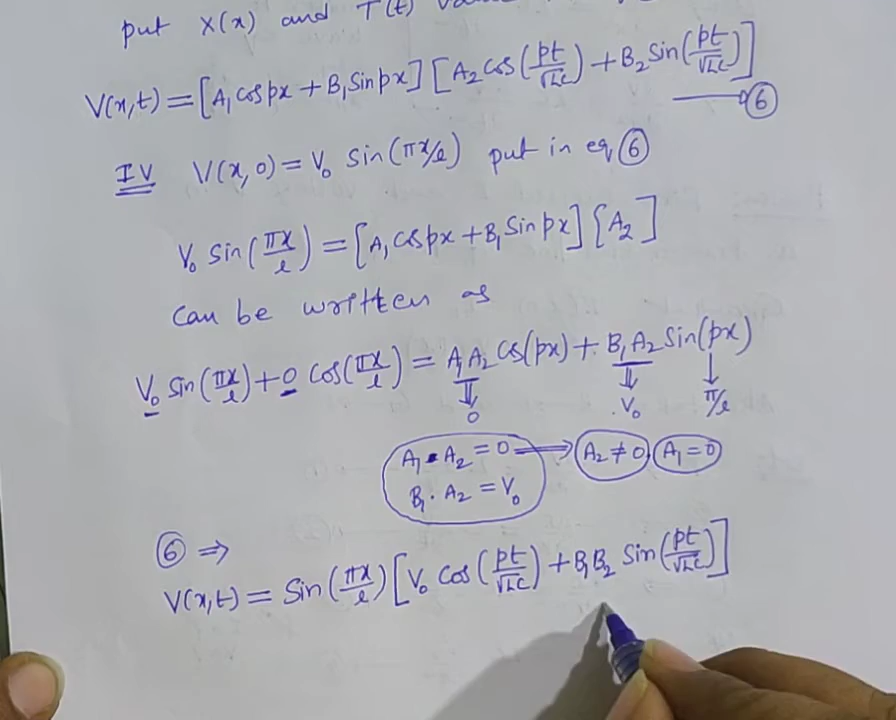 put X(x) and T(t)
V(x,t) = [A₁ cos px + B₁ Sin px] [A₂ cos (pt/√LC) + B₂ Sin (pt/√LC)]
→ ⑥
IV V(x,0) = V₀ Sin(πx/l) put in eq ⑥
V₀ Sin(πx/l) = [A₁ cos px + B₁ Sin px] [A₂]
can be written as
V₀ Sin(πx/l) + 0 cos(πx/l) = A₁A₂ cos(px) + B₁A₂ Sin(px)
⇓ ⇓ ↓
0 V₀ π/l
A₁ · A₂ = 0 ⇒ A₂ ≠ 0 A₁ = 0
B₁ · A₂ = V₀
⑥ ⇒
V(x,t) = Sin(πx/l) [V₀ cos (pt/√LC) + B₁B₂ Sin (pt/√LC)]